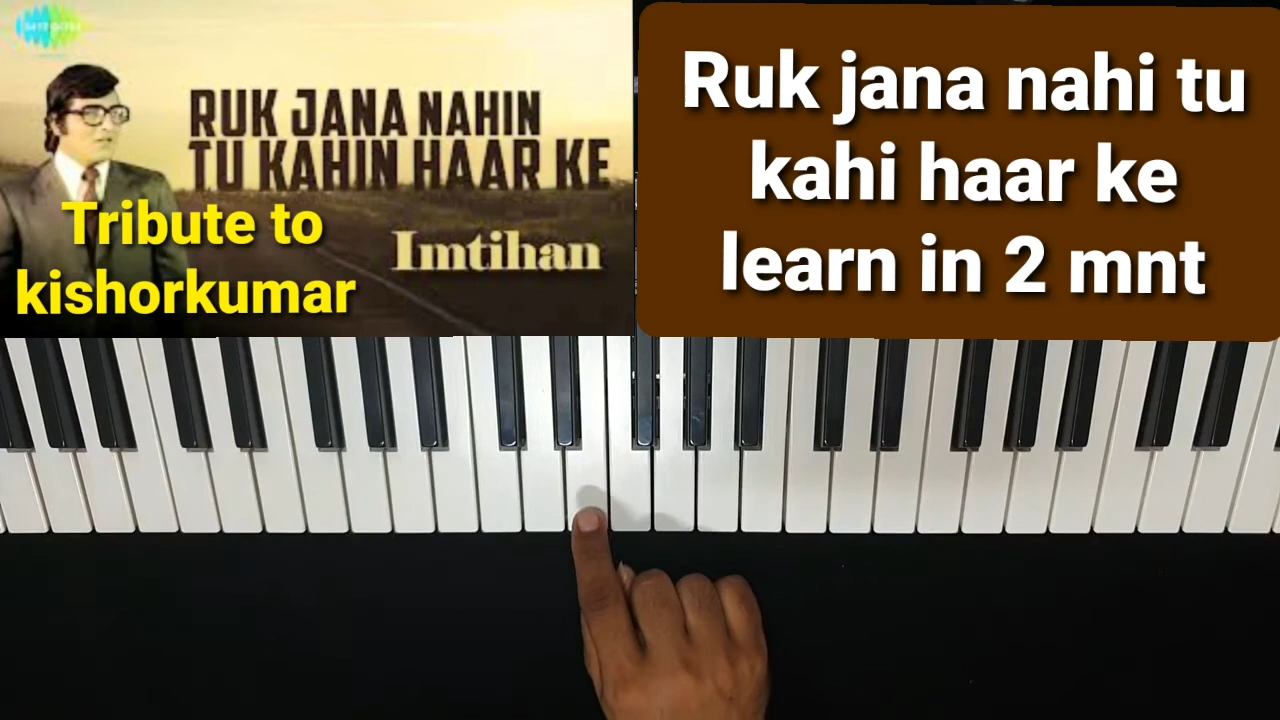 RUK JANA NAHIN
TU KAHIN HAAR KE
Imtihan
Tribute to
kishorkumar
Ruk jana nahi tu
kahi haar ke
learn in 2 mnt